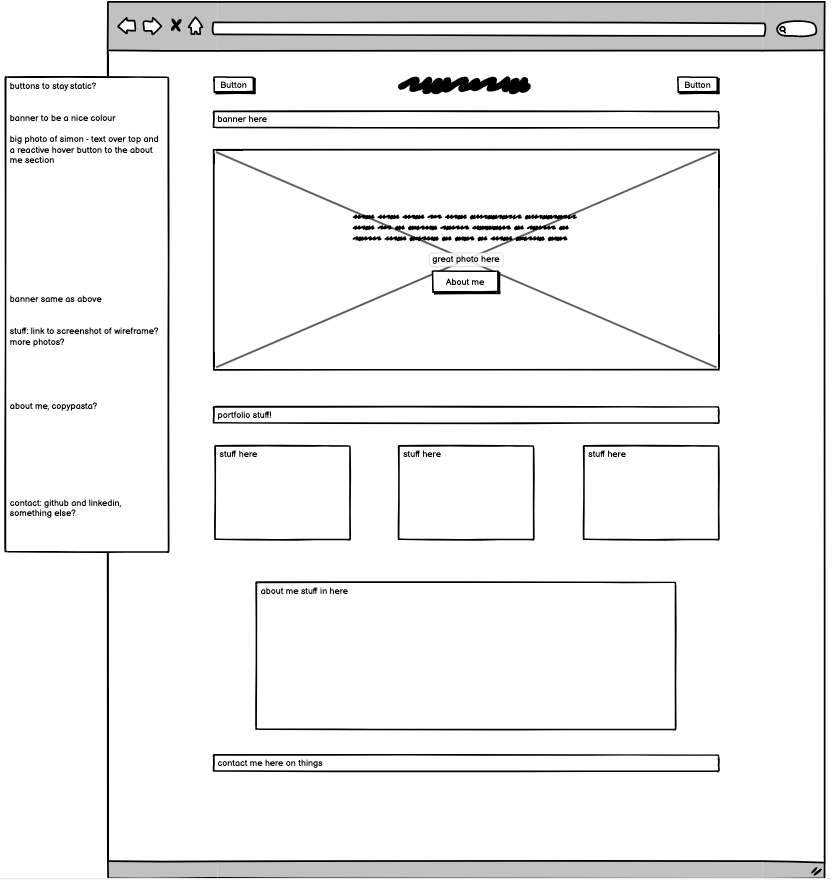 buttons to stay static?
banner to be a nice colour
big photo of simon - text over top and
a reactive hover button to the about
me section
banner same as above
stuff: link to screenshot of wireframe?
more photos?
about me, copypasta?
contact: github and linkedin,
something else?
Button
Button
banner here
great photo here
About me
portfolio stuff!
stuff here
stuff here
stuff here
about me stuff in here
contact me here on things